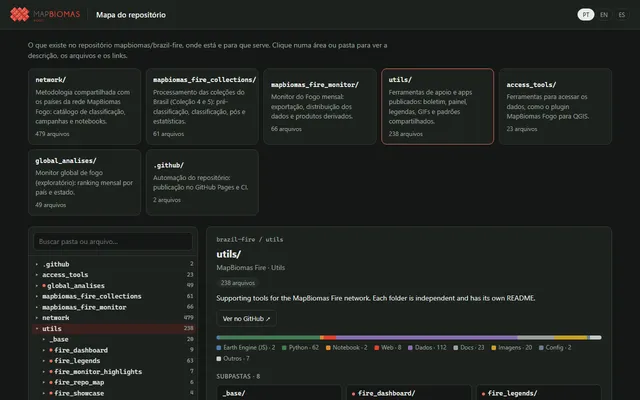 MAPBIOMAS
Mapa do repositório
PT EN ES
O que existe no repositório mapbiomas/brazil-fire, onde está e para que serve. Clique numa área ou pasta para ver a
descrição, os arquivos e os links.
network/
Metodologia compartilhada com
os países da rede MapBiomas
Fogo: catálogo de classificação,
campanhas e notebooks.
479 arquivos
mapbiomas_fire_collections/
Processamento das coleções do
Brasil (Coleção 4 e 5): pré-
classificação, classificação, pós e
estatísticas.
61 arquivos
mapbiomas_fire_monitor/
Monitor do Fogo mensal:
exportação, distribuição dos
dados e produtos derivados.
66 arquivos
utils/
Ferramentas de apoio e apps
publicados: boletim, painel,
legendas, GIFs e padrões
compartilhados.
238 arquivos
access_tools/
Ferramentas para acessar os
dados, como o plugin
MapBiomas Fogo para QGIS.
23 arquivos
global_analises/
Monitor global de fogo
(exploratório): ranking mensal por
país e estado.
49 arquivos
.github/
Automação do repositório:
publicação no GitHub Pages e CI.
2 arquivos
Buscar pasta ou arquivo...
.github 2
access_tools 23
global_analises 49
mapbiomas_fire_collections 61
mapbiomas_fire_monitor 66
network 479
utils 238
_base 20
fire_dashboard 9
fire_legends 63
fire_monitor_highlights 7
fire_repo_map 6
fire_showcase 4
brazil-fire / utils
utils/
MapBiomas Fire · Utils
238 arquivos
Supporting tools for the MapBiomas Fire network. Each folder is independent and has its own README.
Ver no GitHub ↗
Earth Engine (JS) · 2 Python · 62 Notebook · 2 Web · 8 Dados · 112 Docs · 23 Imagens · 20 Config · 2
Outros · 7
SUBPASTAS · 8
_base/ fire_dashboard/ fire_legends/